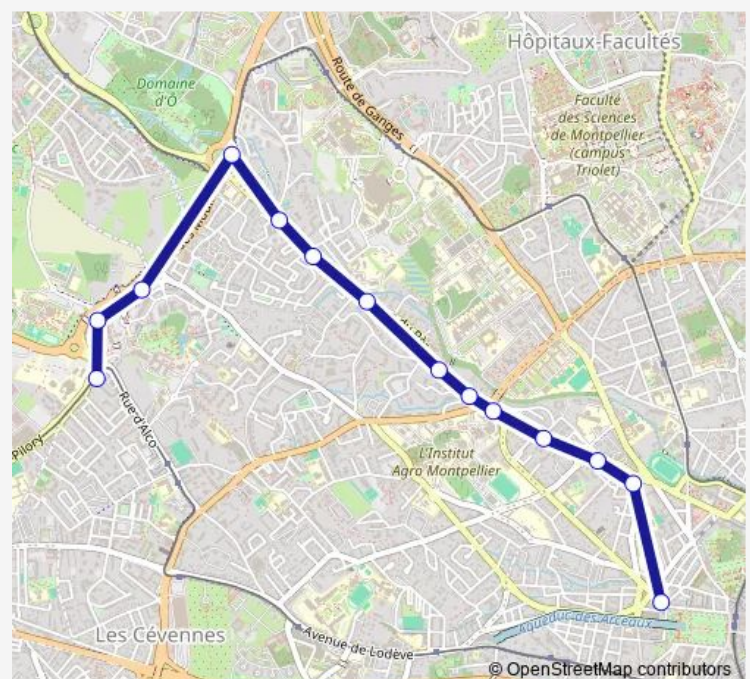 Hôpitaux-Facultés
Route de Ganges
Domaine
d'O
Faculté
des sciences
de Montpellier
(campus
Triolet)
Rue d'Alco
Pilory
L'Institut
Agro Montpellier
Aqueduc des Arceaux
Les Cévennes
Avenue de Lodève
© OpenStreetMap contributors